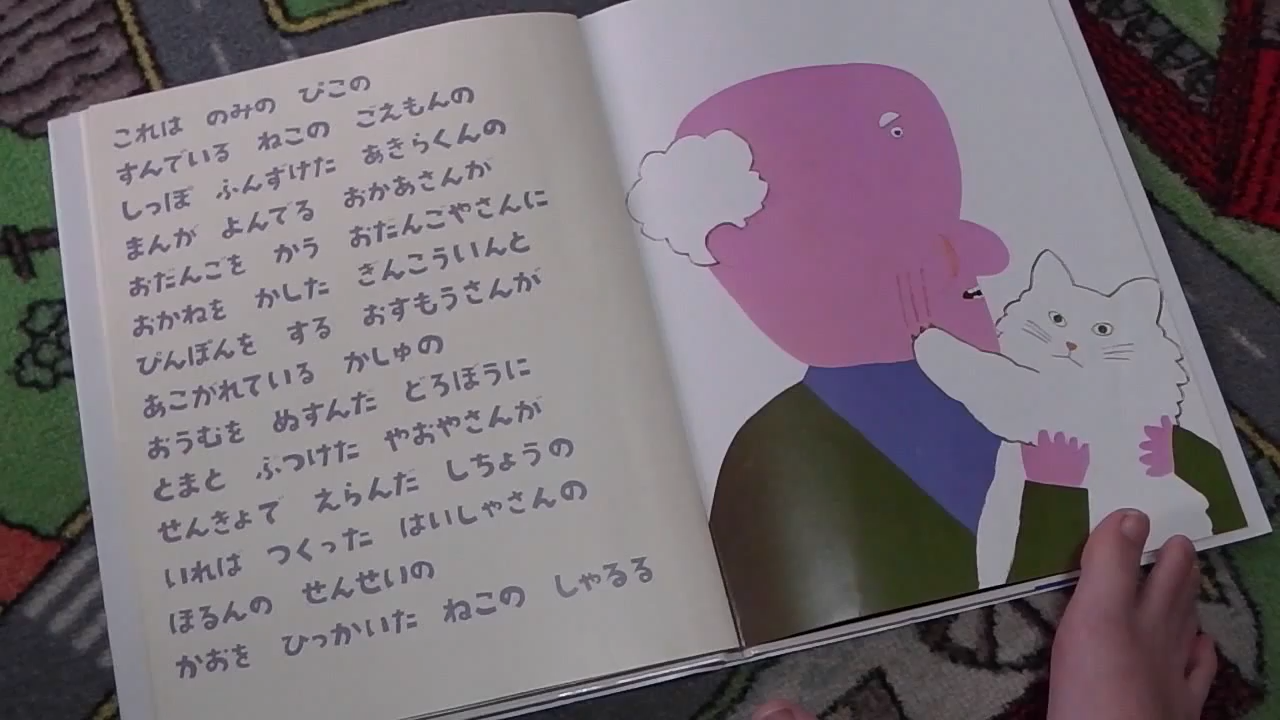 これは のみの ぴこの
すんでいる ねこの ごえもんの
しっぽ ふんずけた あきらくんの
まんが よんでる おかあさんが
おだんごを かう おだんごやさんに
おかねを かした ぎんこういんと
ぴんぽんを する おすもうさんが
あこがれている かしゅの
おうむを ぬすんだ どろぼうに
とまと ぶつけた やおやさんが
せんきょで えらんだ しちょうの
いれば つくった はいしゃさんの
ほるんの せんせいの
かおを ひっかいた ねこの しゃるる